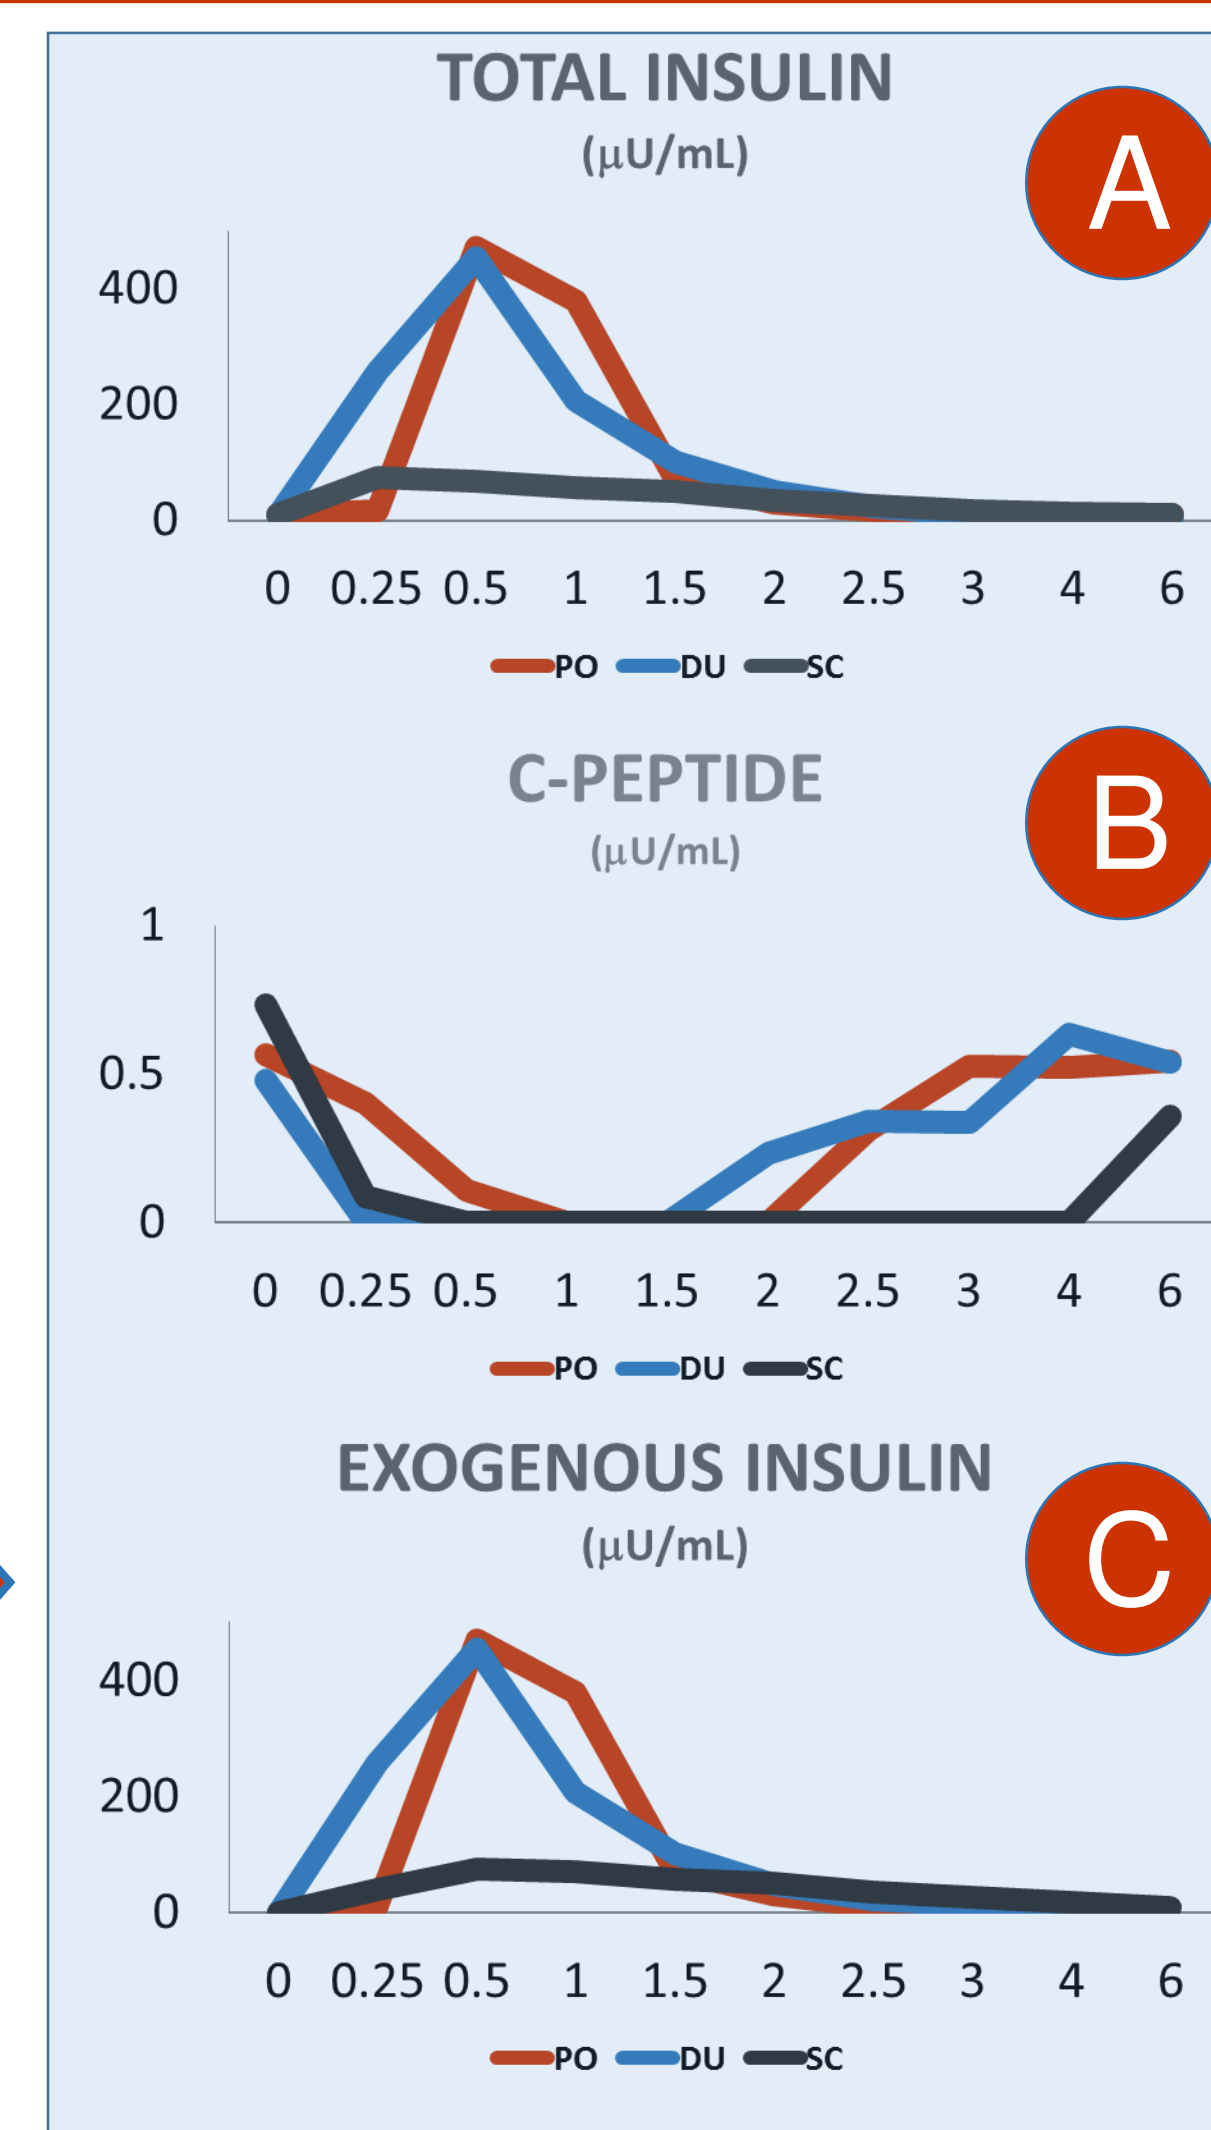 TOTAL INSULIN
(μU/mL)
A
400
200
0
0 0.25 0.5 1 1.5 2 2.5 3 4 6
PO DU SC
C-PEPTIDE
(μU/mL)
B
1
0.5
0
0 0.25 0.5 1 1.5 2 2.5 3 4 6
PO DU SC
EXOGENOUS INSULIN
(μU/mL)
C
400
200
0
0 0.25 0.5 1 1.5 2 2.5 3 4 6
PO DU SC